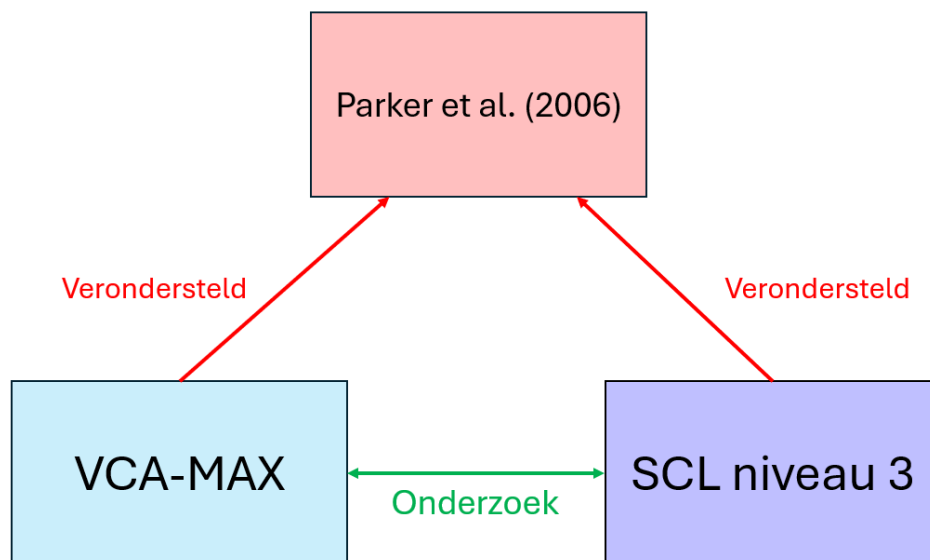 Parker et al. (2006)
Verondersteld
Verondersteld
VCA-MAX
Onderzoek
SCL niveau 3